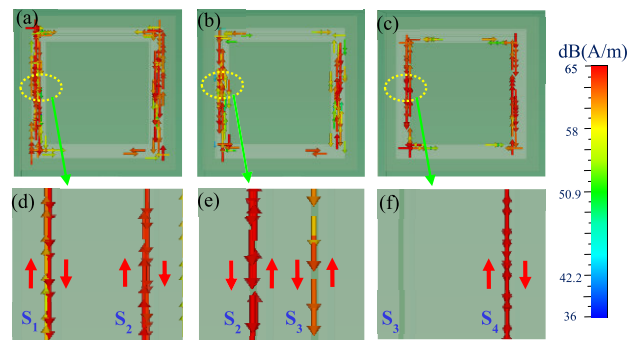 (a)
(b)
(c)
dB(A/m)
65
58
50.9
42.2
36
(d)
(e)
(f)
S1
S2
S2
S3
S3
S4